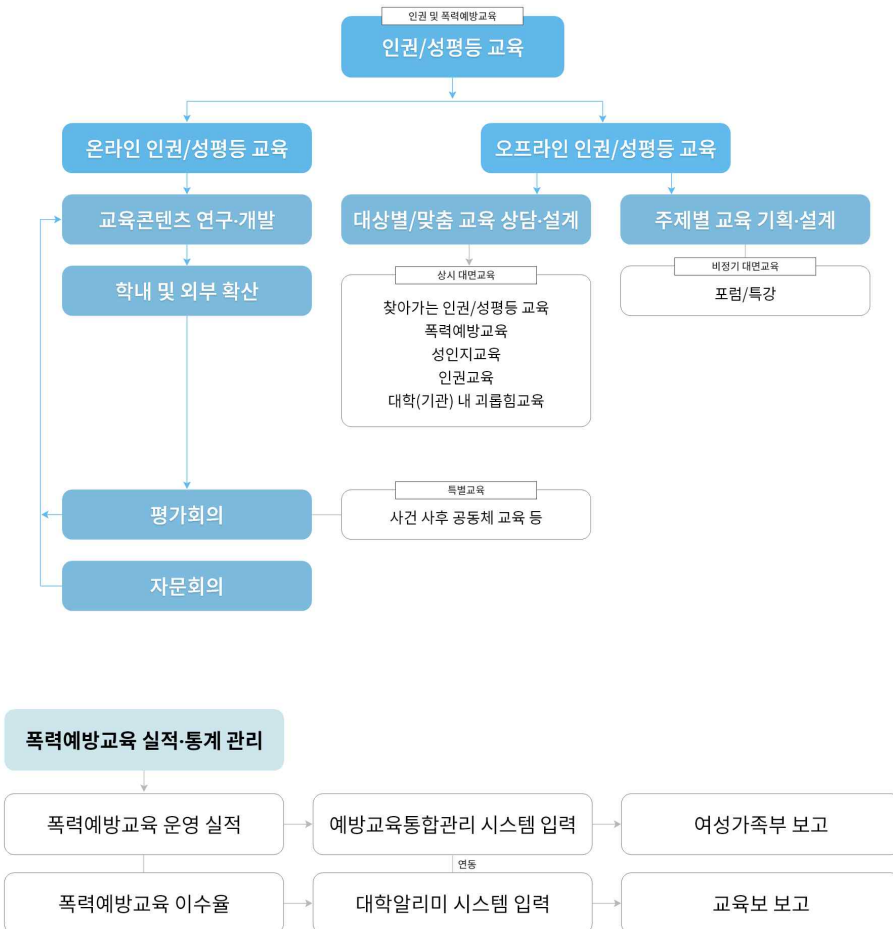 인권 및 폭력예방교육
인권/성평등 교육
온라인 인권/성평등 교육
오프라인 인권/성평등 교육
교육콘텐츠 연구·개발
대상별/맞춤 교육 상담·설계
주제별 교육 기획·설계
학내 및 외부 확산
상시 대면교육
찾아가는 인권/성평등 교육
폭력예방교육
성인지교육
인권교육
대학(기관) 내 괴롭힘교육
비정기 대면교육
포럼/특강
평가회의
특별교육
사건 사후 공동체 교육 등
자문회의
폭력예방교육 실적·통계 관리
폭력예방교육 운영 실적
예방교육통합관리 시스템 입력
여성가족부 보고
연동
폭력예방교육 이수율
대학알리미 시스템 입력
교육보 보고